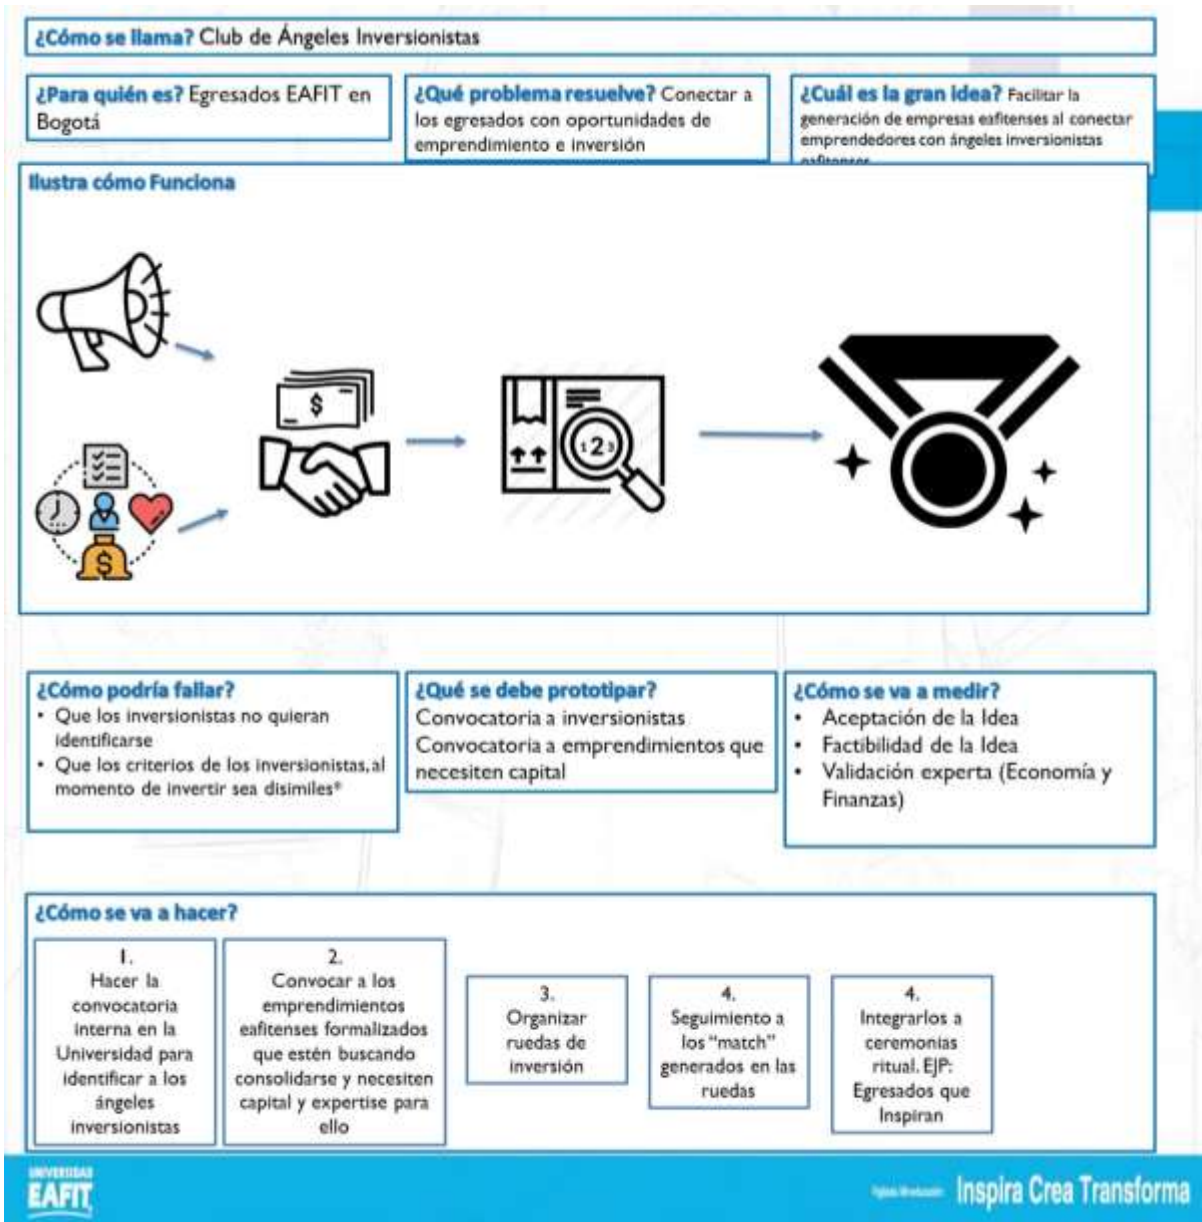 ¿Cómo se llama? Club de Ángeles Inversionistas
¿Para quién es? Egresados EAFIT en
Bogotá
¿Qué problema resuelve? Conectar a
los egresados con oportunidades de
emprendimiento e inversión
¿Cuál es la gran idea? Facilitar la
generación de empresas eafitenses al conectar
emprendedores con ángeles inversionistas
eafitenses
Ilustra cómo Funciona
$
1 2 3
$
¿Cómo podría fallar?
• Que los inversionistas no quieran
identificarse
• Que los criterios de los inversionistas, al
momento de invertir sea disimiles*
¿Qué se debe prototipar?
Convocatoria a inversionistas
Convocatoria a emprendimientos que
necesiten capital
¿Cómo se va a medir?
• Aceptación de la Idea
• Factibilidad de la Idea
• Validación experta (Economía y
Finanzas)
¿Cómo se va a hacer?
1.
Hacer la
convocatoria
interna en la
Universidad para
identificar a los
ángeles
inversionistas
2.
Convocar a los
emprendimientos
eafitenses formalizados
que estén buscando
consolidarse y necesiten
capital y expertise para
ello
3.
Organizar
ruedas de
inversión
4.
Seguimiento a
los “match”
generados en las
ruedas
4.
Integrarlos a
ceremonias
ritual. EJP:
Egresados que
Inspiran
UNIVERSIDAD
EAFIT
Inspira Crea Transforma